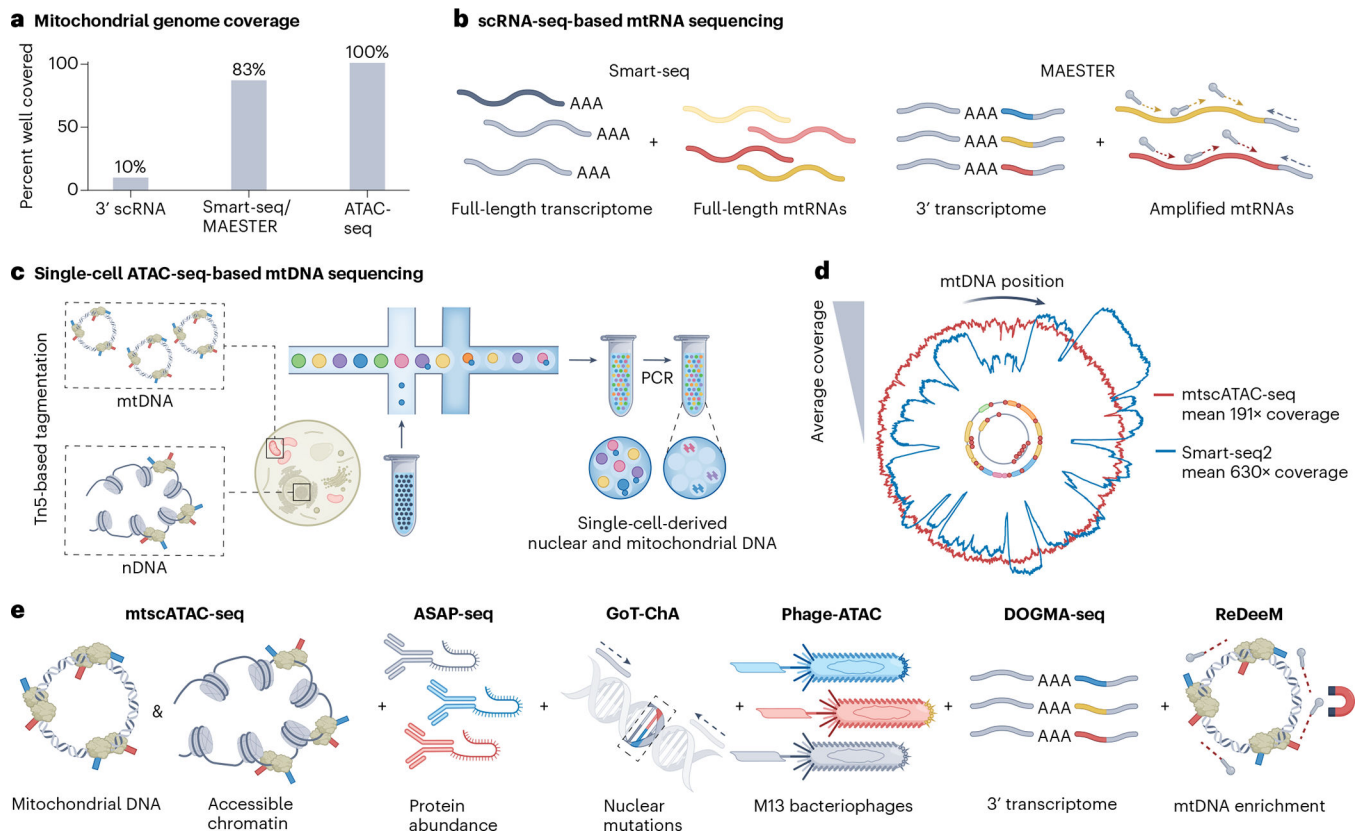 a Mitochondrial genome coverage
Percent well covered
100
50
0
10%
83%
100%
3′ scRNA
Smart-seq/
MAESTER
ATAC-
seq
b scRNA-seq-based mtRNA sequencing
Smart-seq
AAA
AAA
AAA
+
Full-length transcriptome
Full-length mtRNAs
MAESTER
AAA
AAA
AAA
+
3′ transcriptome
Amplified mtRNAs
c Single-cell ATAC-seq-based mtDNA sequencing
Tn5-based tagmentation
mtDNA
nDNA
PCR
Single-cell-derived
nuclear and mitochondrial DNA
d
mtDNA position
Average coverage
mtscATAC-seq
mean 191× coverage
Smart-seq2
mean 630× coverage
e
mtscATAC-seq
&
Mitochondrial DNA
Accessible
chromatin
+
ASAP-seq
Protein
abundance
+
GoT-ChA
Nuclear
mutations
+
Phage-ATAC
M13 bacteriophages
+
DOGMA-seq
AAA
AAA
AAA
3′ transcriptome
+
ReDeeM
mtDNA enrichment